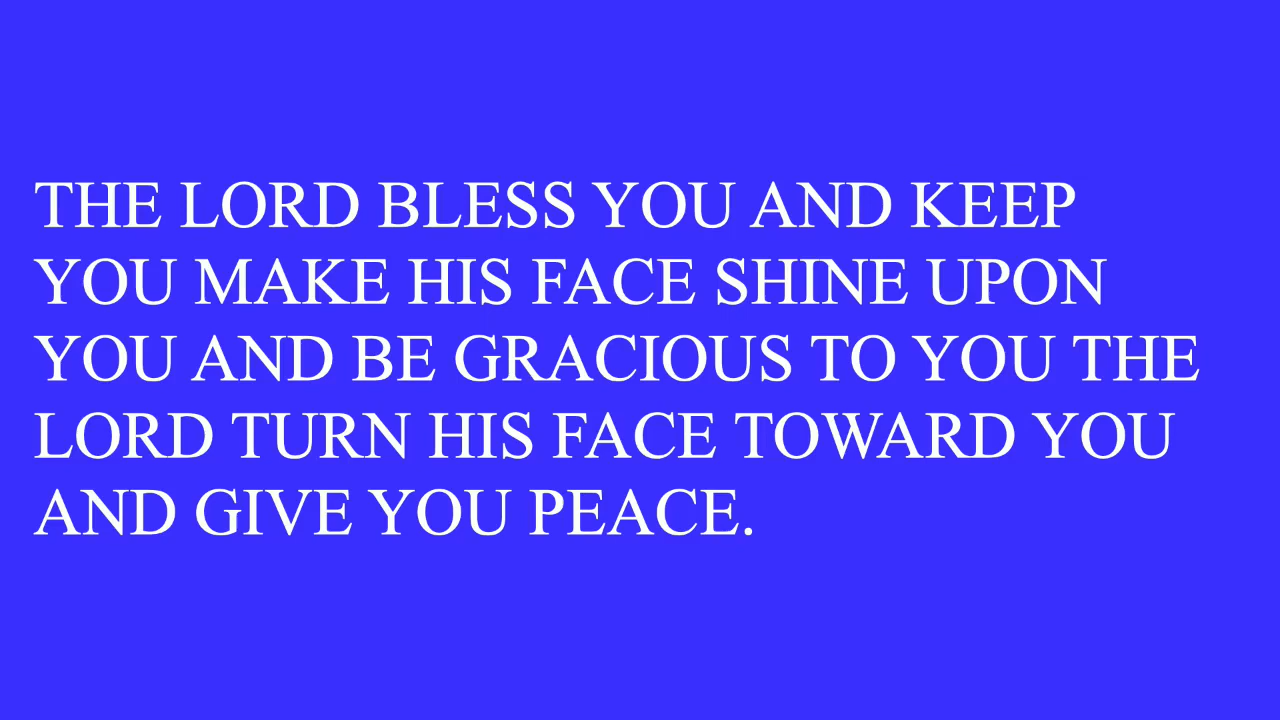 THE LORD BLESS YOU AND KEEP
YOU MAKE HIS FACE SHINE UPON
YOU AND BE GRACIOUS TO YOU THE
LORD TURN HIS FACE TOWARD YOU
AND GIVE YOU PEACE.